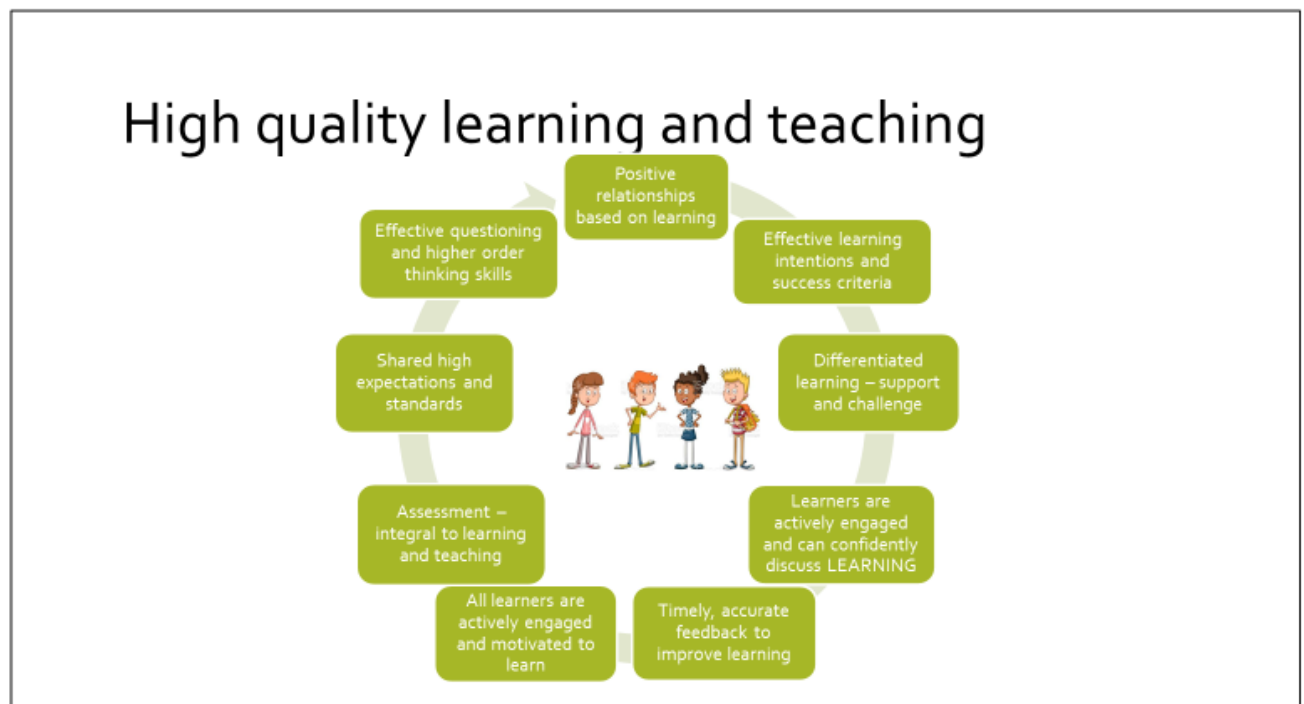 High quality learning and teaching
Positive
relationships
based on learning
Effective learning
intentions and
success criteria
Differentiated
learning – support
and challenge
Learners are
actively engaged
and can confidently
discuss LEARNING
Timely, accurate
feedback to
improve learning
All learners are
actively engaged
and motivated to
learn
Assessment –
integral to learning
and teaching
Shared high
expectations and
standards
Effective questioning
and higher order
thinking skills